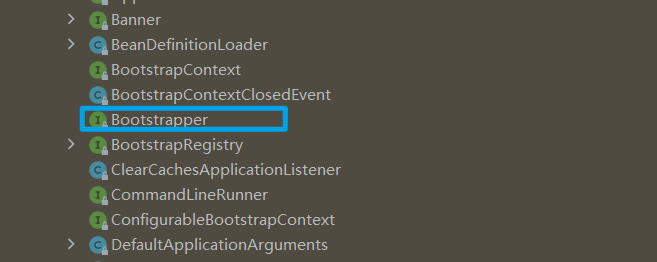 Banner
BeanDefinitionLoader
BootstrapContext
BootstrapContextClosedEvent
Bootstrapper
BootstrapRegistry
ClearCachesApplicationListener
CommandLineRunner
ConfigurableBootstrapContext
DefaultApplicationArguments